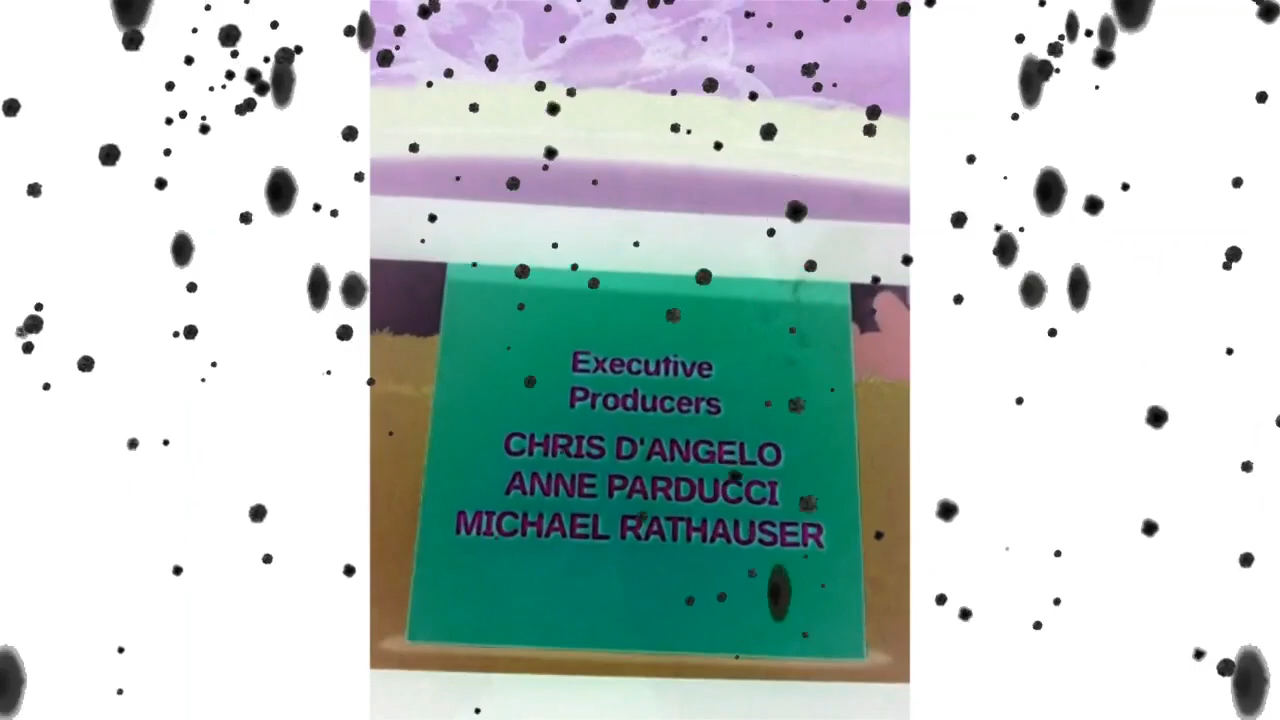 Executive
Producers
CHRIS D'ANGELO
ANNE PARDUCCI
MICHAEL RATHAUSER